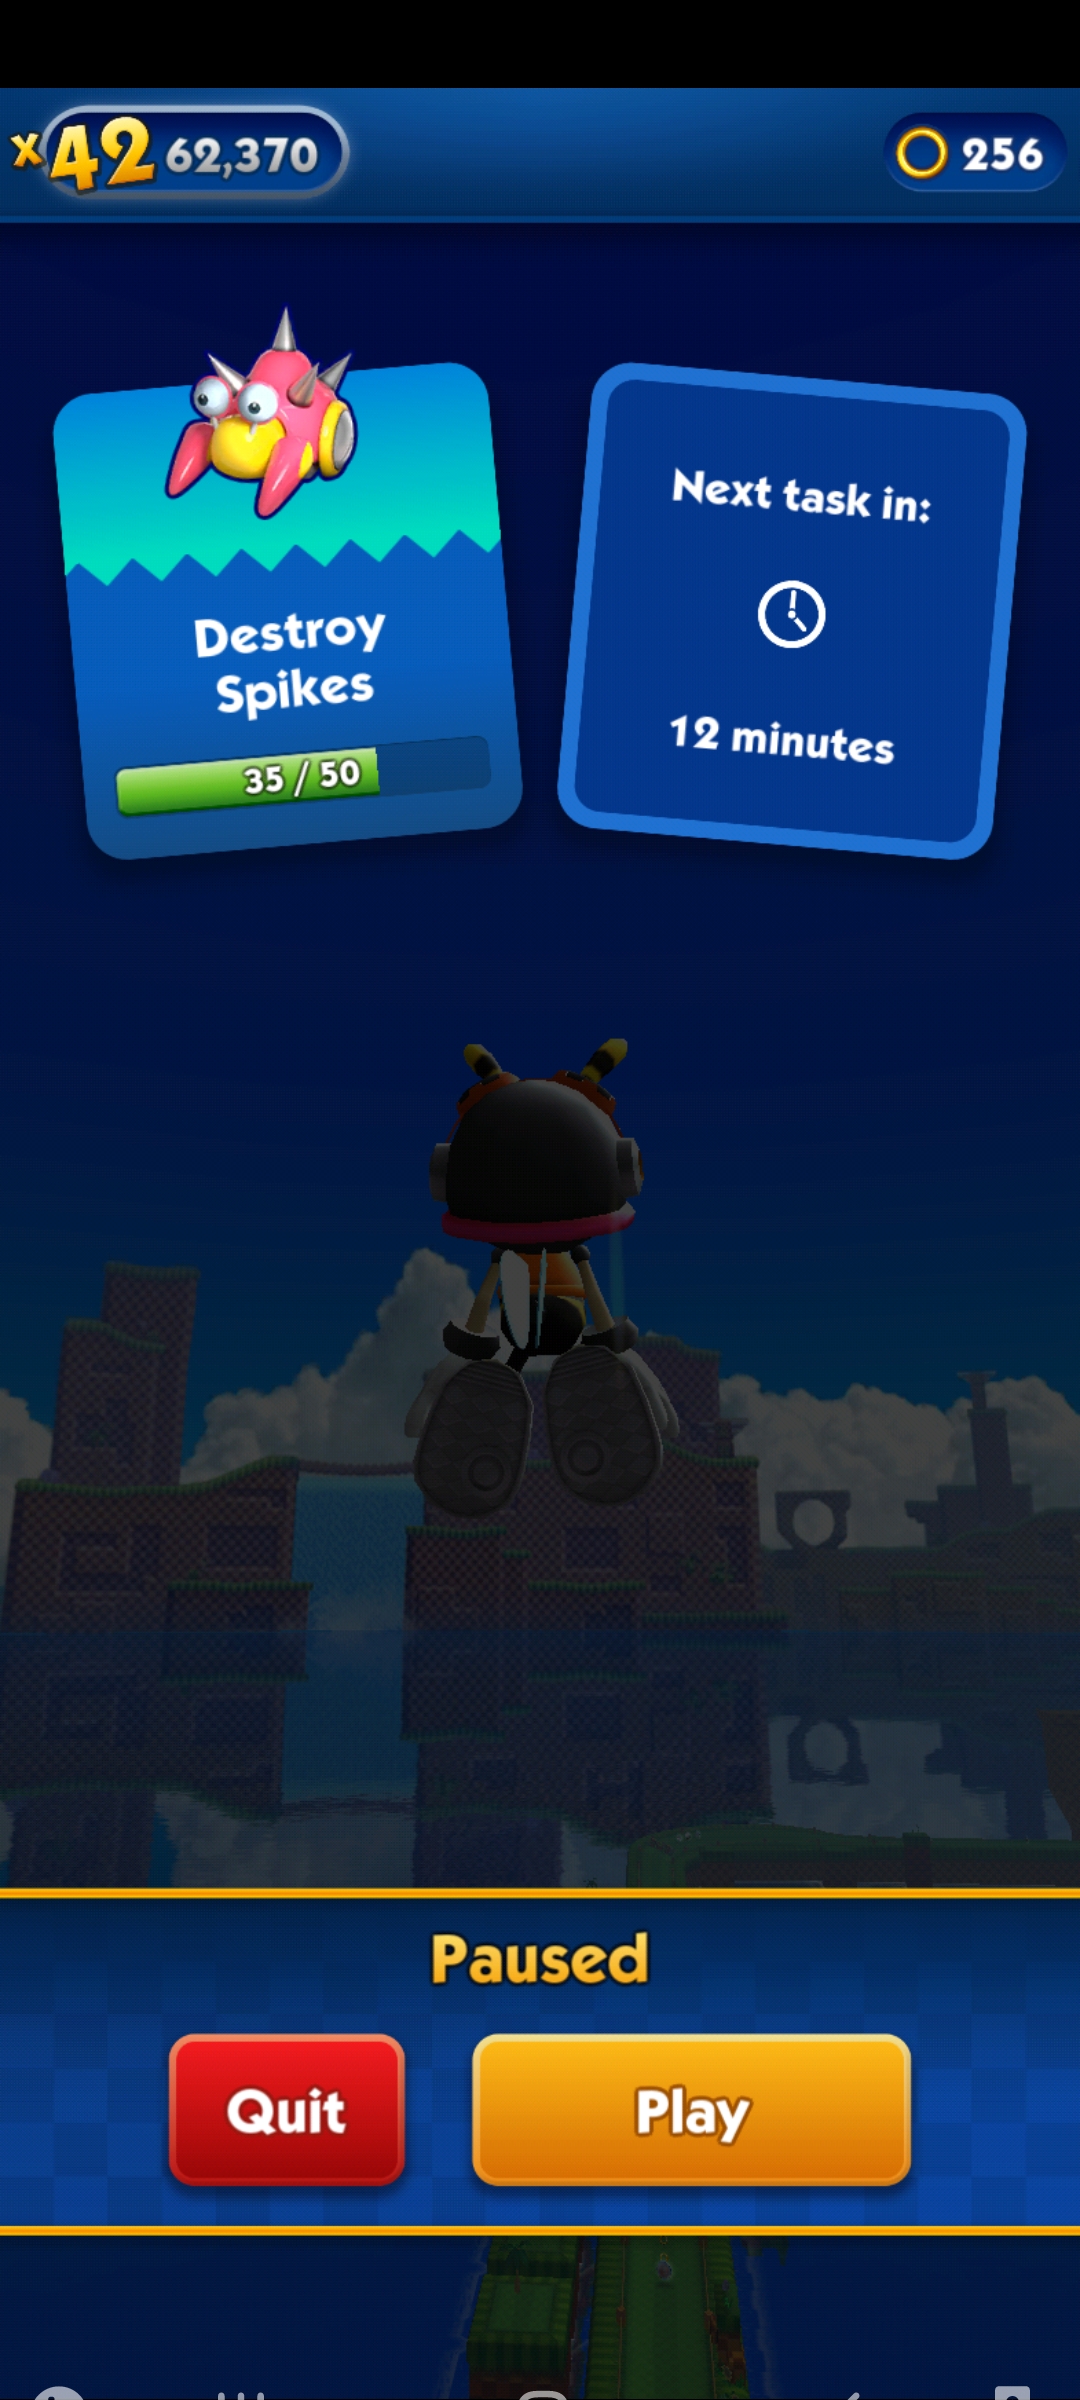 x42 62,370
256
Destroy
Spikes
35 / 50
Next task in:
12 minutes
Paused
Quit
Play